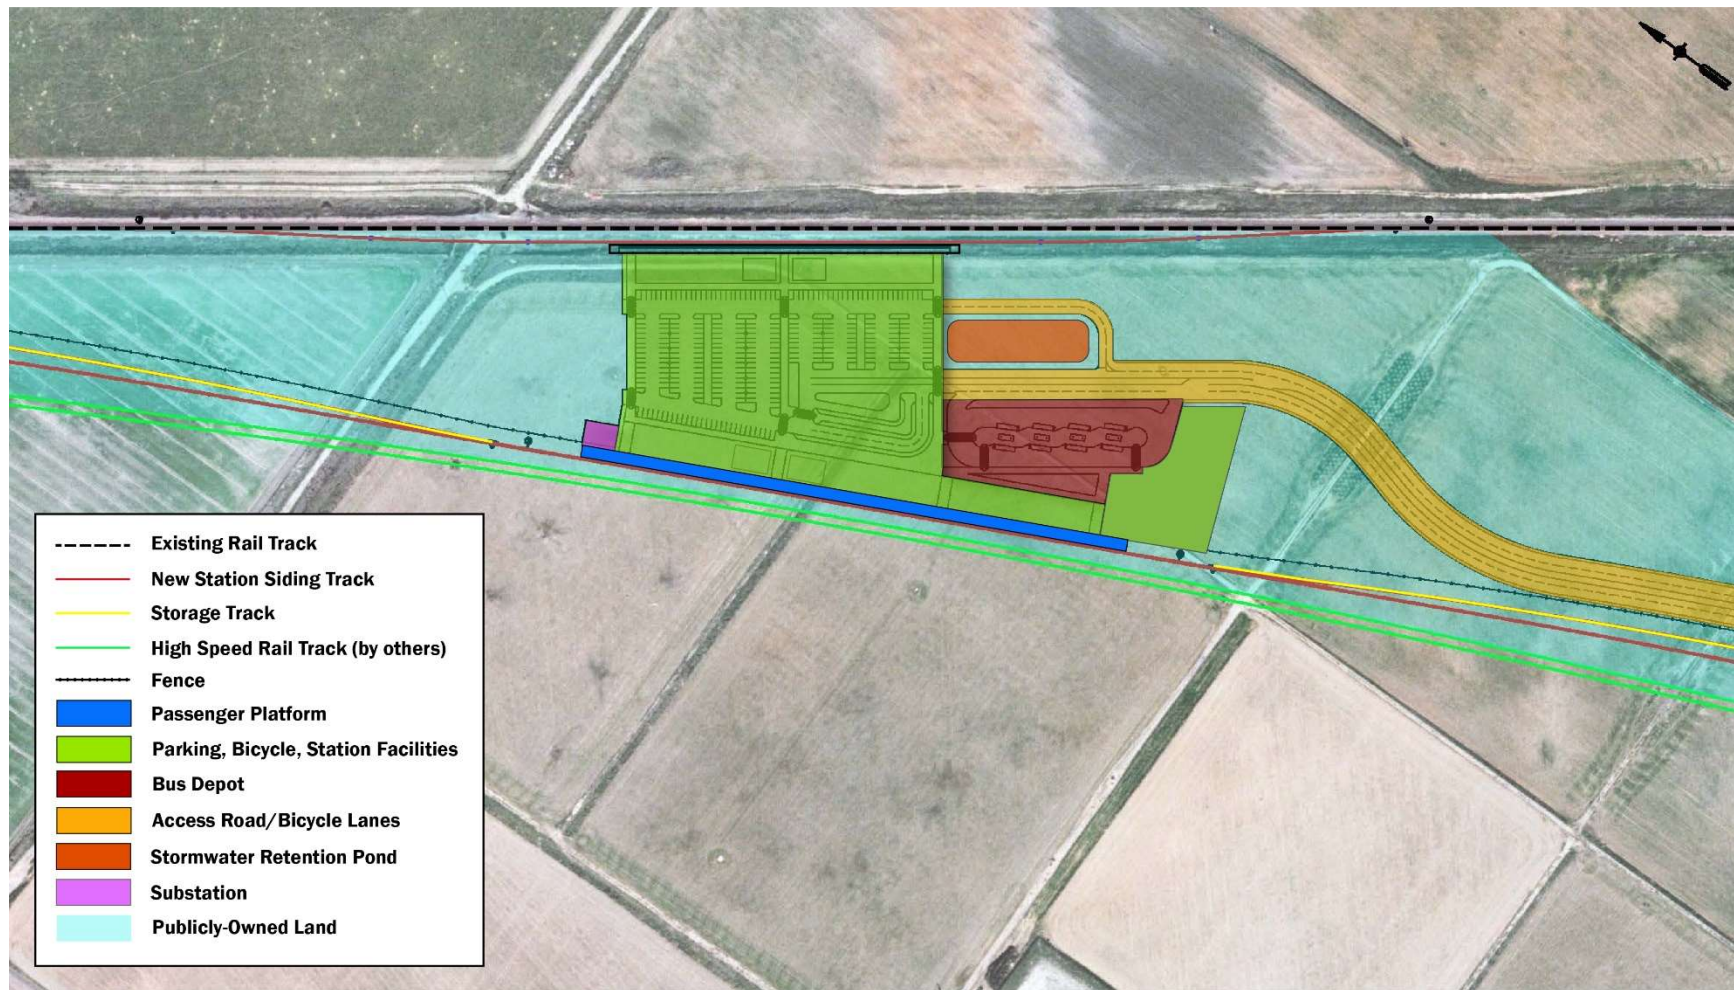 Existing Rail Track
New Station Siding Track
Storage Track
High Speed Rail Track (by others)
Fence
Passenger Platform
Parking, Bicycle, Station Facilities
Bus Depot
Access Road/Bicycle Lanes
Stormwater Retention Pond
Substation
Publicly-Owned Land